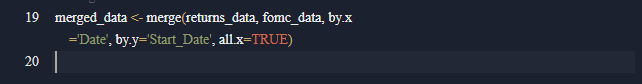 19 merged_data <- merge(returns_data, fomc_data, by.x
='Date', by.y='Start_Date', all.x=TRUE)
20